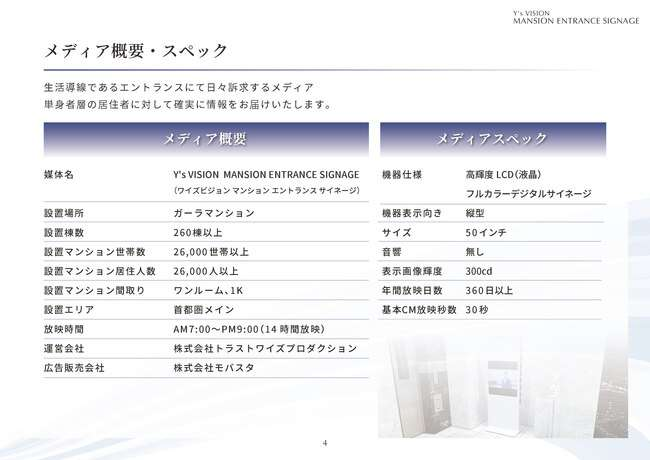 Y's VISION
MANSION ENTRANCE SIGNAGE
メディア概要・スペック
生活導線であるエントランスにて日々訴求するメディア
単身者層の居住者に対して確実に情報をお届けいたします。
メディア概要
媒体名 Y's VISION MANSION ENTRANCE SIGNAGE
（ワイズビジョン マンション エントランス サイネージ）
設置場所 ガーラマンション
設置棟数 260棟以上
設置マンション世帯数 26,000世帯以上
設置マンション居住人数 26,000人以上
設置マンション間取り ワンルーム、1K
設置エリア 首都圏メイン
放映時間 AM7:00〜PM9:00（14時間放映）
運営会社 株式会社トラストワイズプロダクション
広告販売会社 株式会社モバスタ
メディアスペック
機器仕様 高輝度LCD（液晶）
フルカラーデジタルサイネージ
機器表示向き 縦型
サイズ 50インチ
音響 無し
表示画像輝度 300cd
年間放映日数 360日以上
基本CM放映秒数 30秒
4